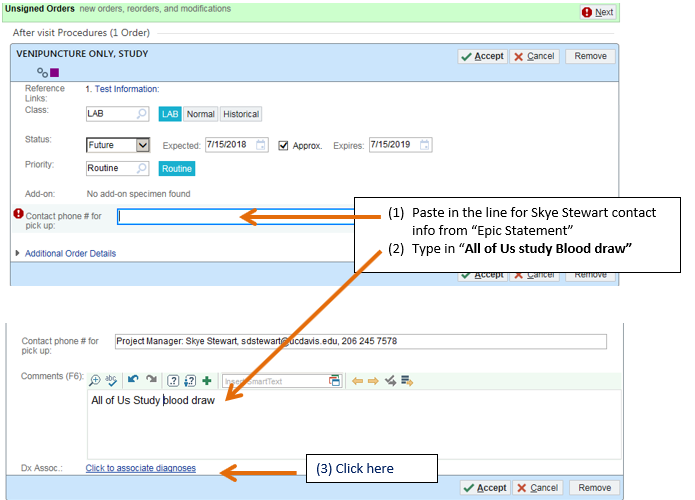 Unsigned Orders new orders, reorders, and modifications
Next
After visit Procedures (1 Order)
VENIPUNCTURE ONLY, STUDY
Accept Cancel Remove
Reference Links: 1. Test Information:
Class: LAB LAB Normal Historical
Status: Future Expected: 7/15/2018 Approx. Expires: 7/15/2019
Priority: Routine Routine
Add-on: No add-on specimen found
Contact phone # for pick up:
(1) Paste in the line for Skye Stewart contact
info from “Epic Statement”
(2) Type in “All of Us study Blood draw”
Additional Order Details
Accept Cancel Remove
Contact phone # for pick up: Project Manager: Skye Stewart, sdstewart@ucdavis.edu, 206 245 7578
Comments (F6): abc ? ? Insert SmartText
All of Us Study blood draw
Dx Assoc.: Click to associate diagnoses
(3) Click here
Accept Cancel Remove